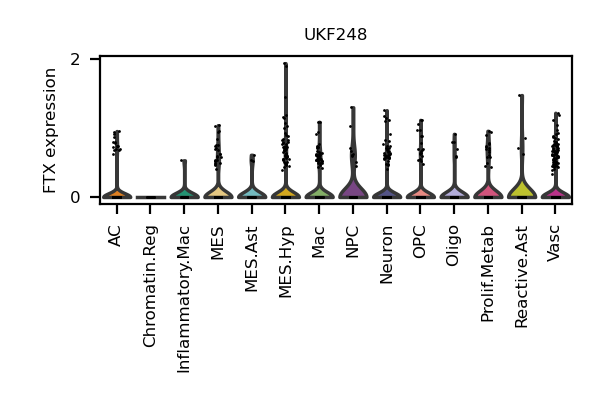 UKF248
FTX expression
2
0
AC
Chromatin.Reg
Inflammatory.Mac
MES
MES.Ast
MES.Hyp
Mac
NPC
Neuron
OPC
Oligo
Prolif.Metab
Reactive.Ast
Vasc